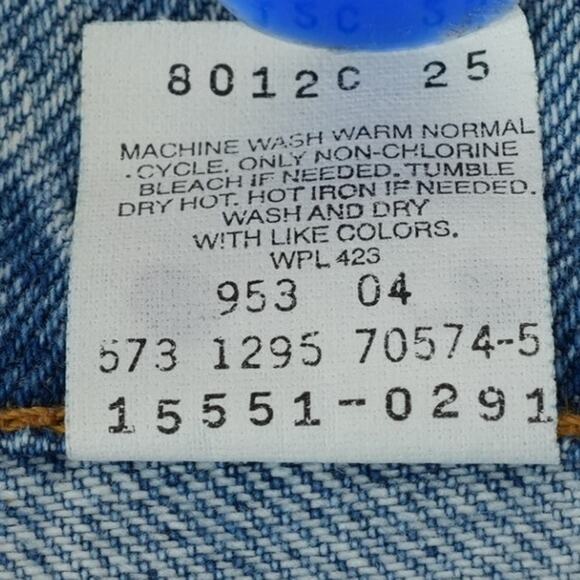 8012C 25
MACHINE WASH WARM NORMAL
CYCLE. ONLY NON-CHLORINE
BLEACH IF NEEDED. TUMBLE
DRY HOT. HOT IRON IF NEEDED.
WASH AND DRY
WITH LIKE COLORS.
WPL 423
953 04
573 1295 70574-5
15551-0291